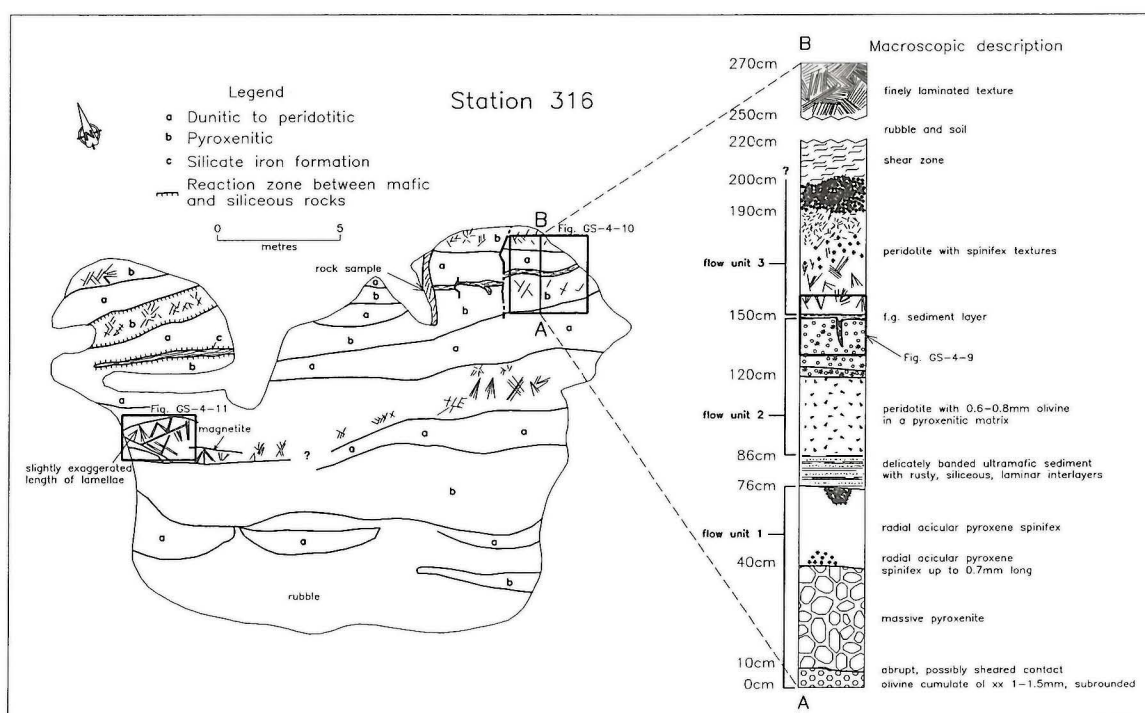 Legend
a Dunitic to peridotitic
b Pyroxenitic
c Silicate iron formation
Reaction zone between mafic
and siliceous rocks
0 5
metres
Station 316
b
a
b
a
c
b
a
Fig. GS-4-11
magnetite
slightly exaggerated
length of lamellae
?
rock sample
a
b
a
b
a
B
Fig. GS-4-10
b
a
a
b
b
A
a
a
a
a
b
a
a
a
b
rubble
B
Macroscopic description
270cm
finely laminated texture
250cm
rubble and soil
220cm
shear zone
?
200cm
190cm
peridotite with spinifex textures
flow unit 3
150cm
f.g. sediment layer
Fig. GS-4-9
120cm
flow unit 2
peridotite with 0.6-0.8mm olivine
in a pyroxenitic matrix
86cm
delicately banded ultramafic sediment
with rusty, siliceous, laminar interlayers
76cm
flow unit 1
radial acicular pyroxene spinifex
40cm
radial acicular pyroxene
spinifex up to 0.7mm long
massive pyroxenite
10cm
abrupt, possibly sheared contact
0cm
olivine cumulate of xx 1-1.5mm, subrounded
A